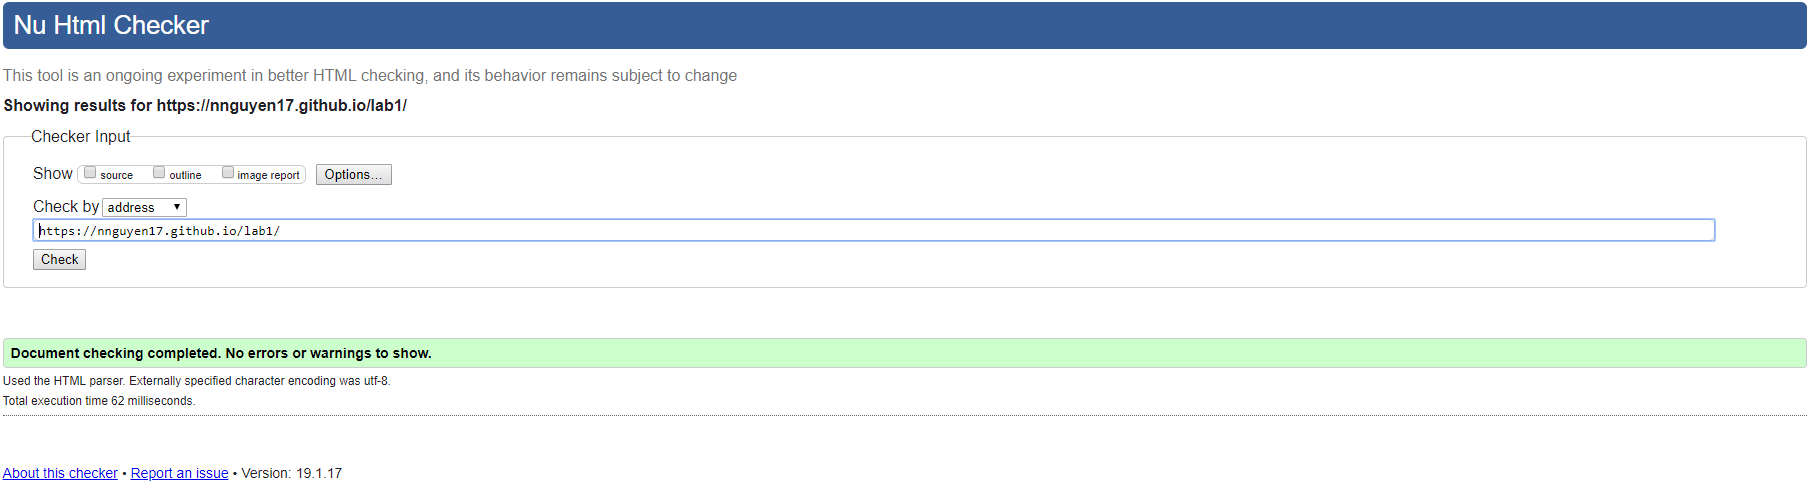 Nu Html Checker
This tool is an ongoing experiment in better HTML checking, and its behavior remains subject to change
Showing results for https://nnguyen17.github.io/lab1/
Checker Input
Show source outline image report Options...
Check by address
https://nnguyen17.github.io/lab1/
Check
Document checking completed. No errors or warnings to show.
Used the HTML parser. Externally specified character encoding was utf-8.
Total execution time 62 milliseconds.
About this checker • Report an issue • Version: 19.1.17